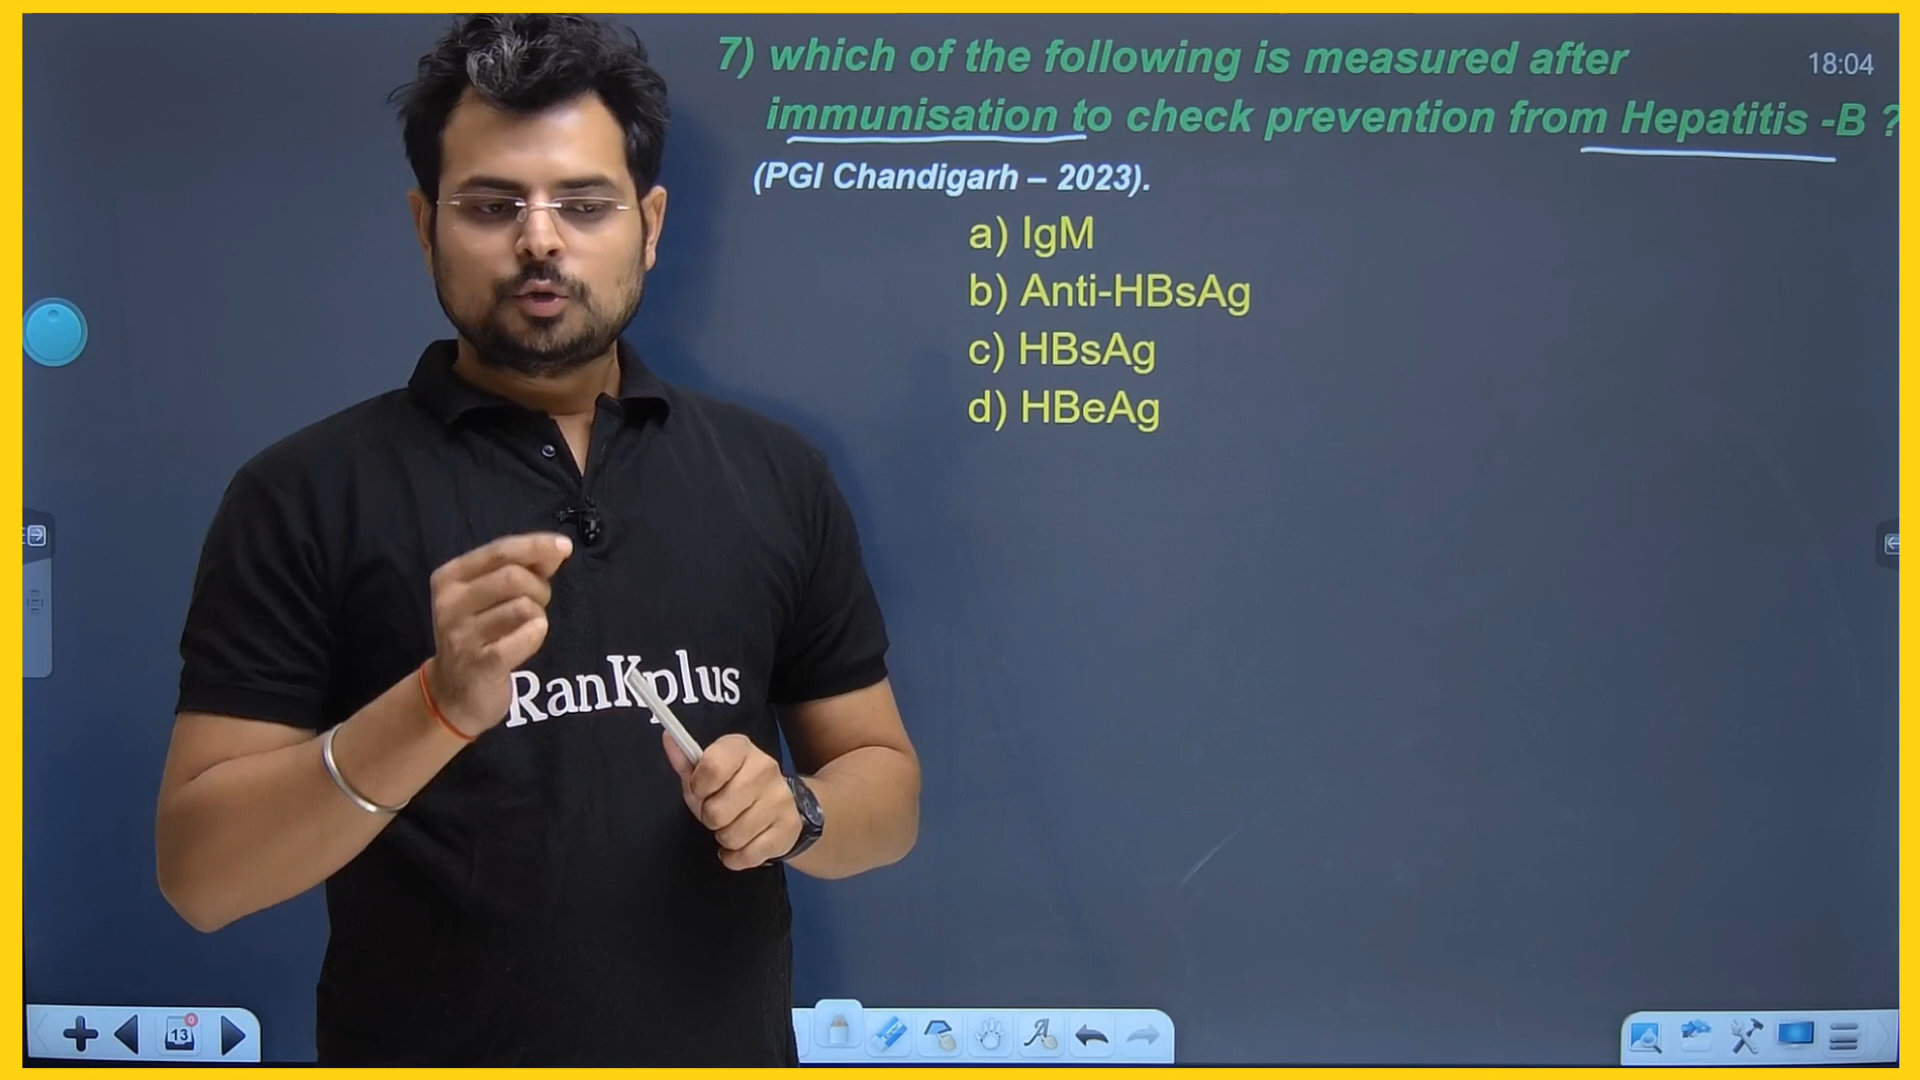 7) which of the following is measured after
18:04
immunisation to check prevention from Hepatitis -B ?
(PGI Chandigarh – 2023).
a) IgM
b) Anti-HBsAg
c) HBsAg
d) HBeAg
RanKplus
13
0
A